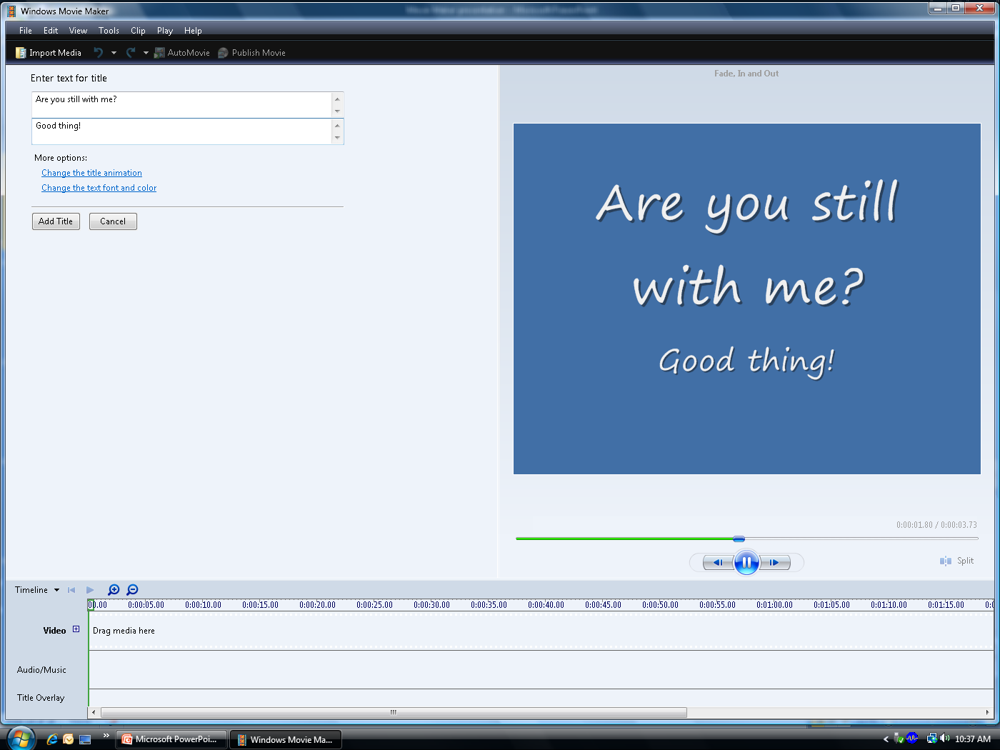 Windows Movie Maker
File Edit View Tools Clip Play Help
Import Media AutoMovie Publish Movie
Enter text for title
Are you still with me?
Good thing!
More options:
Change the title animation
Change the text font and color
Add Title Cancel
Fade, In and Out
Are you still
with me?
Good thing!
0:00:01.80 / 0:00:03.73
Split
Timeline
00.00 0:00:05.00 0:00:10.00 0:00:15.00 0:00:20.00 0:00:25.00 0:00:30.00 0:00:35.00 0:00:40.00 0:00:45.00 0:00:50.00 0:00:55.00 0:01:00.00 0:01:05.00 0:01:10.00 0:01:15.00
Video Drag media here
Audio/Music
Title Overlay
Microsoft PowerPoi... Windows Movie Ma... 10:37 AM